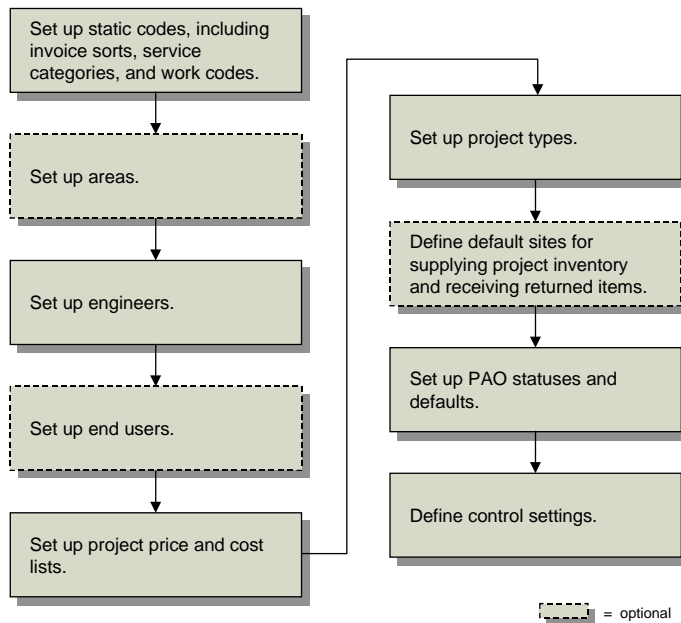 Set up static codes, including
invoice sorts, service
categories, and work codes.
Set up areas.
Set up engineers.
Set up end users.
Set up project price and cost
lists.
Set up project types.
Define default sites for
supplying project inventory
and receiving returned items.
Set up PAO statuses and
defaults.
Define control settings.
= optional